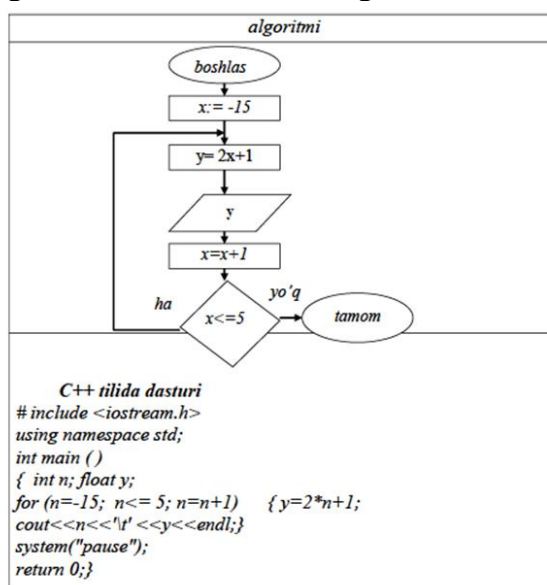 algoritmi
boshlas
x:= -15
y= 2x+1
y
x=x+1
ha
yo'q
x<=5
tamom
C++ tilida dasturi
# include <iostream.h>
using namespace std;
int main ()
{ int n; float y;
for (n=-15; n<= 5; n=n+1) { y=2*n+1;
cout<<n<<'\t' <<y<<endl;}
system("pause");
return 0;}